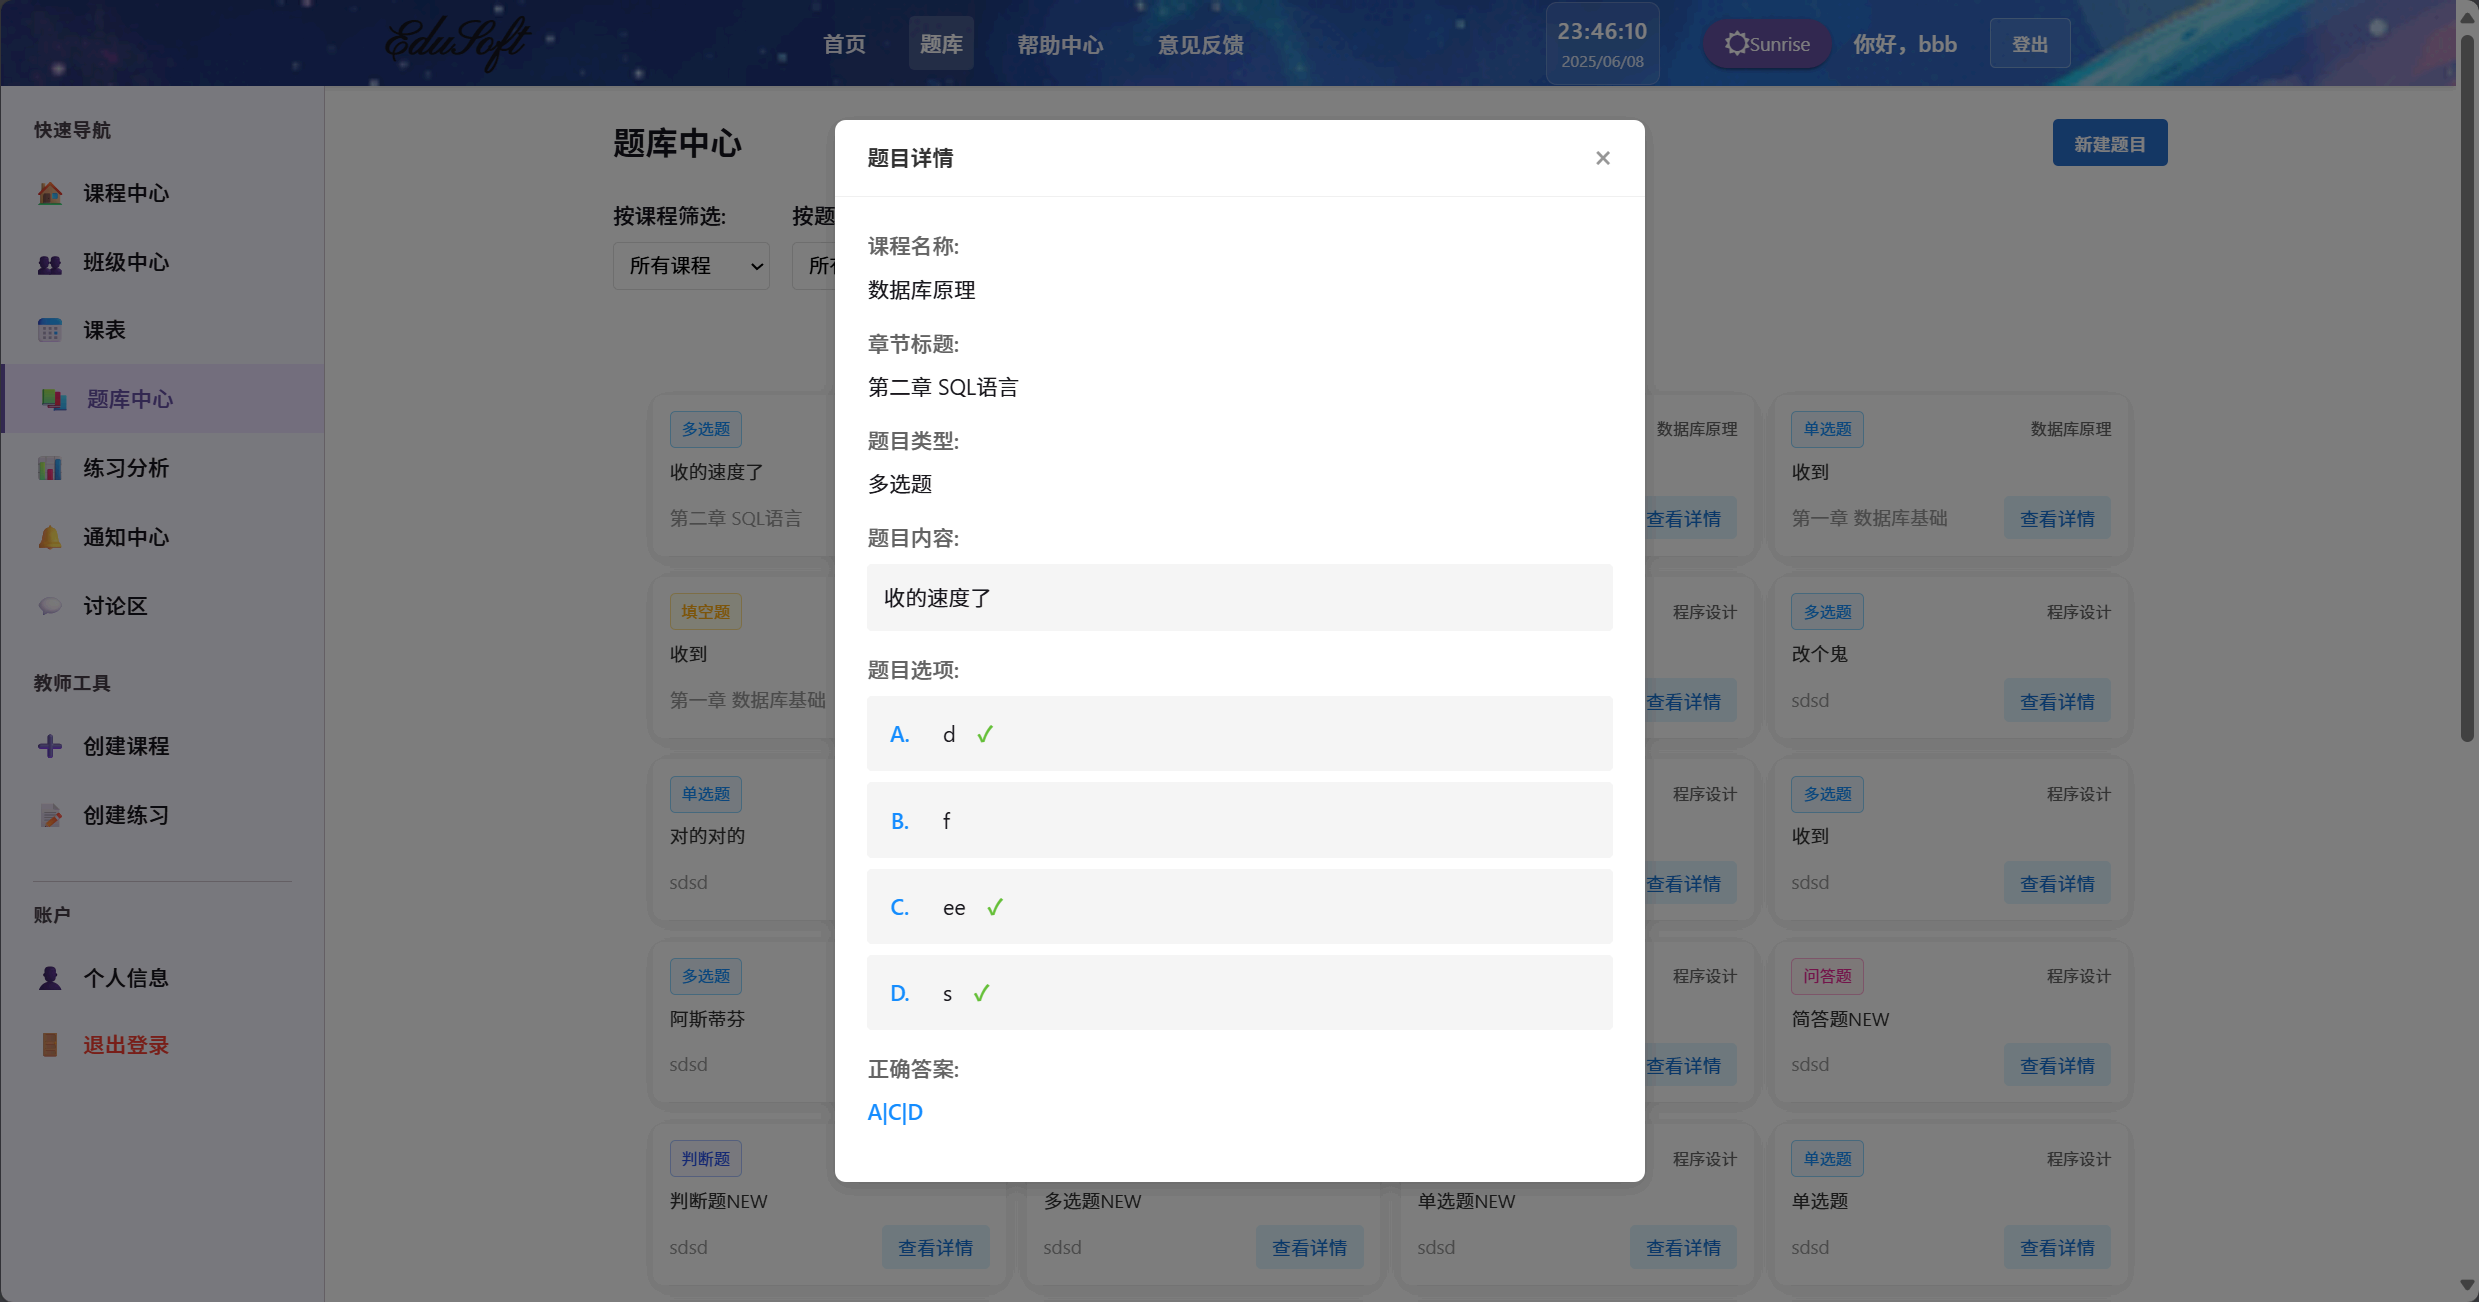 EduSoft
首页
题库
帮助中心
意见反馈
23:46:10
2025/06/08
Sunrise
你好，bbb
登出
快速导航
课程中心
班级中心
课表
题库中心
练习分析
通知中心
讨论区
教师工具
创建课程
创建练习
账户
个人信息
退出登录
题库中心
新建题目
按课程筛选:
按题
所有课程
所有
题目详情
×
课程名称:
数据库原理
章节标题:
第二章 SQL语言
题目类型:
多选题
题目内容:
收的速度了
题目选项:
A. d ✓
B. f
C. ee ✓
D. s ✓
正确答案:
A|C|D
多选题
收的速度了
第二章 SQL语言
数据库原理
查看详情
单选题
数据库原理
收到
第一章 数据库基础
查看详情
填空题
收到
第一章 数据库基础
程序设计
查看详情
多选题
程序设计
改个鬼
sdsd
查看详情
单选题
对的对的
sdsd
程序设计
查看详情
多选题
程序设计
收到
sdsd
查看详情
多选题
阿斯蒂芬
sdsd
程序设计
查看详情
问答题
程序设计
简答题NEW
sdsd
查看详情
判断题
判断题NEW
sdsd
查看详情
多选题NEW
sdsd
查看详情
程序设计
单选题NEW
sdsd
查看详情
单选题
程序设计
单选题
sdsd
查看详情